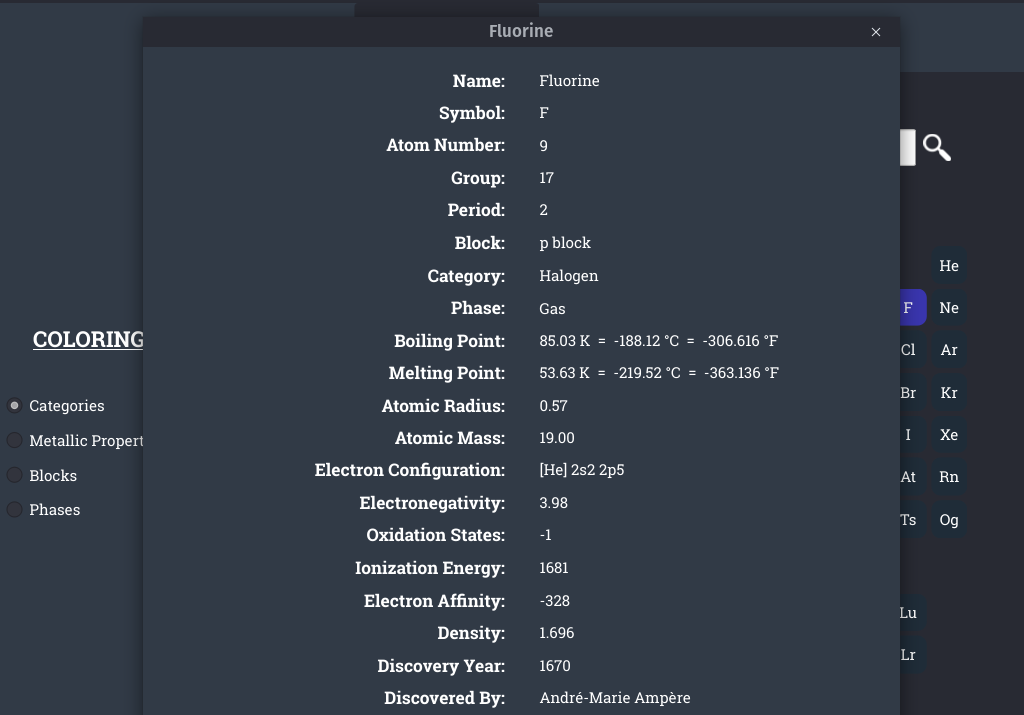 Fluorine ×
Name: Fluorine
Symbol: F
Atom Number: 9
Group: 17
Period: 2
Block: p block
Category: Halogen
Phase: Gas
Boiling Point: 85.03 K = -188.12 °C = -306.616 °F
Melting Point: 53.63 K = -219.52 °C = -363.136 °F
Atomic Radius: 0.57
Atomic Mass: 19.00
Electron Configuration: [He] 2s2 2p5
Electronegativity: 3.98
Oxidation States: -1
Ionization Energy: 1681
Electron Affinity: -328
Density: 1.696
Discovery Year: 1670
Discovered By: André-Marie Ampère
COLORING
Categories
Metallic Propert
Blocks
Phases
He
F Ne
Cl Ar
Br Kr
I Xe
At Rn
Ts Og
Lu
Lr